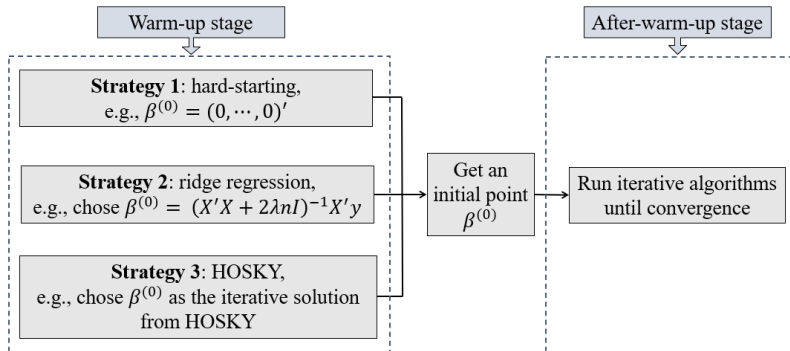 Warm-up stage
After-warm-up stage
Strategy 1: hard-starting,
e.g., β^(0) = (0, ⋯, 0)′
Strategy 2: ridge regression,
e.g., chose β^(0) = (X′X + 2λnI)^−1X′y
Strategy 3: HOSKY,
e.g., chose β^(0) as the iterative solution
from HOSKY
Get an
initial point
β^(0)
Run iterative algorithms
until convergence